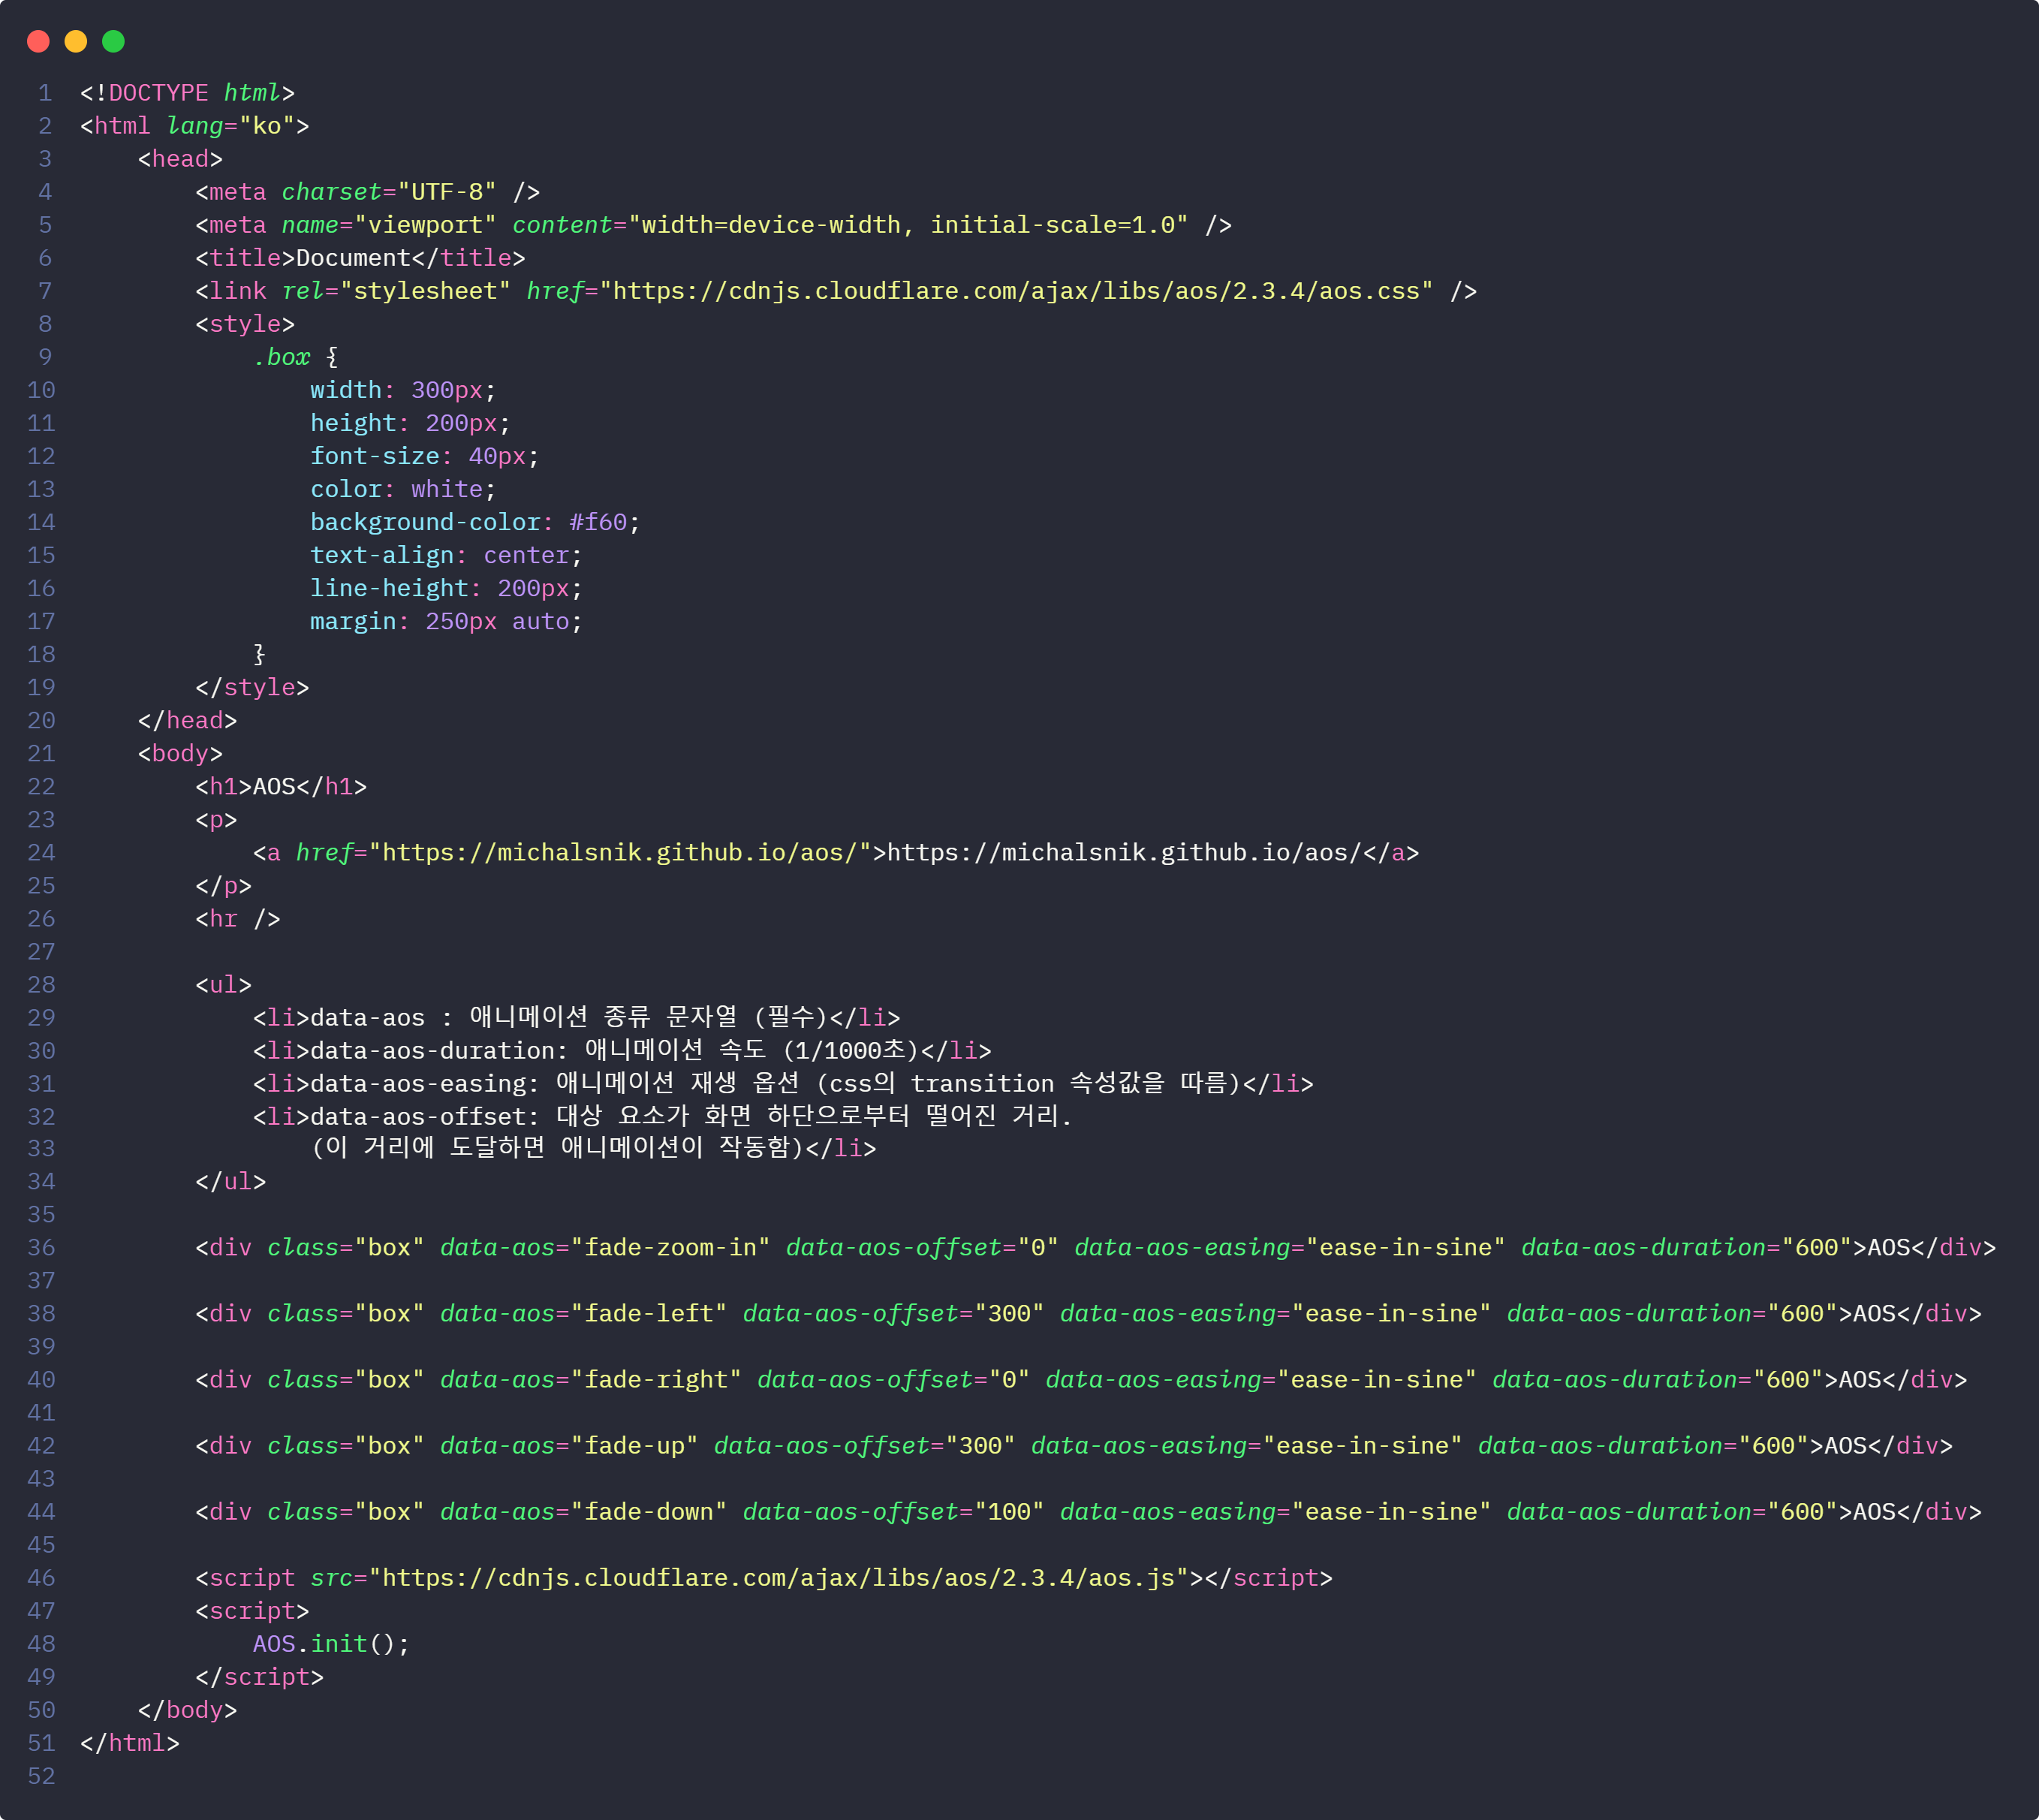 1 <!DOCTYPE html>
2 <html lang="ko">
3     <head>
4         <meta charset="UTF-8" />
5         <meta name="viewport" content="width=device-width, initial-scale=1.0" />
6         <title>Document</title>
7         <link rel="stylesheet" href="https://cdnjs.cloudflare.com/ajax/libs/aos/2.3.4/aos.css" />
8         <style>
9             .box {
10                 width: 300px;
11                 height: 200px;
12                 font-size: 40px;
13                 color: white;
14                 background-color: #f60;
15                 text-align: center;
16                 line-height: 200px;
17                 margin: 250px auto;
18             }
19         </style>
20     </head>
21     <body>
22         <h1>AOS</h1>
23         <p>
24             <a href="https://michalsnik.github.io/aos/">https://michalsnik.github.io/aos/</a>
25         </p>
26         <hr />
27
28         <ul>
29             <li>data-aos : 애니메이션 종류 문자열 (필수)</li>
30             <li>data-aos-duration: 애니메이션 속도 (1/1000초)</li>
31             <li>data-aos-easing: 애니메이션 재생 옵션 (css의 transition 속성값을 따름)</li>
32             <li>data-aos-offset: 대상 요소가 화면 하단으로부터 떨어진 거리.
33                 (이 거리에 도달하면 애니메이션이 작동함)</li>
34         </ul>
35
36         <div class="box" data-aos="fade-zoom-in" data-aos-offset="0" data-aos-easing="ease-in-sine" data-aos-duration="600">AOS</div>
37
38         <div class="box" data-aos="fade-left" data-aos-offset="300" data-aos-easing="ease-in-sine" data-aos-duration="600">AOS</div>
39
40         <div class="box" data-aos="fade-right" data-aos-offset="0" data-aos-easing="ease-in-sine" data-aos-duration="600">AOS</div>
41
42         <div class="box" data-aos="fade-up" data-aos-offset="300" data-aos-easing="ease-in-sine" data-aos-duration="600">AOS</div>
43
44         <div class="box" data-aos="fade-down" data-aos-offset="100" data-aos-easing="ease-in-sine" data-aos-duration="600">AOS</div>
45
46         <script src="https://cdnjs.cloudflare.com/ajax/libs/aos/2.3.4/aos.js"></script>
47         <script>
48             AOS.init();
49         </script>
50     </body>
51 </html>
52